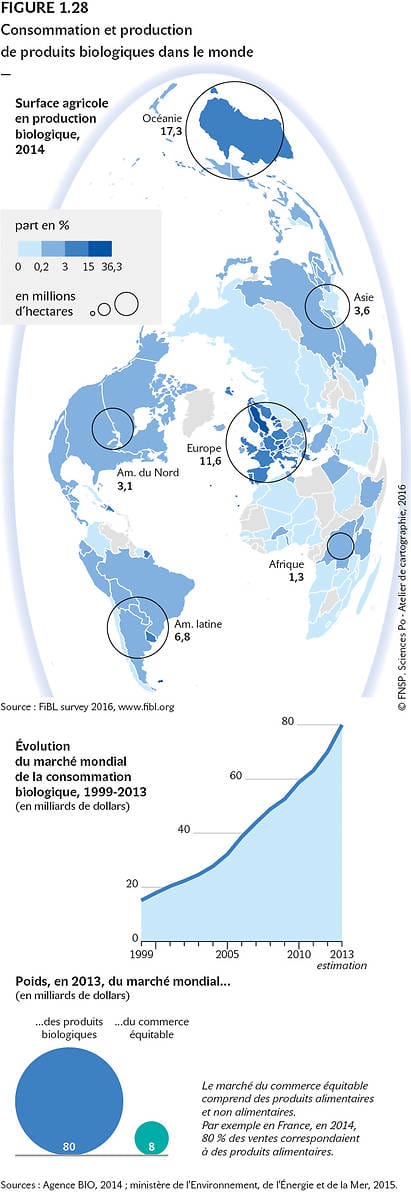 FIGURE 1.28
Consommation et production
de produits biologiques dans le monde
Surface agricole
en production
biologique,
2014
Océanie
17,3
part en %
0 0,2 3 15 36,3
en millions
d'hectares
Asie
3,6
Europe
11,6
Am. du Nord
3,1
Afrique
1,3
Am. latine
6,8
© FNSP. Sciences Po - Atelier de cartographie, 2016
Source : FiBL survey 2016, www.fibl.org
Évolution
du marché mondial
de la consommation
biologique, 1999-2013
(en milliards de dollars)
80
60
40
20
0
1999 2005 2010 2013
estimation
Poids, en 2013, du marché mondial...
(en milliards de dollars)
...des produits
biologiques
...du commerce
équitable
80
8
Le marché du commerce équitable
comprend des produits alimentaires
et non alimentaires.
Par exemple en France, en 2014,
80 % des ventes correspondaient
à des produits alimentaires.
Sources : Agence BIO, 2014 ; ministère de l'Environnement, de l'Énergie et de la Mer, 2015.